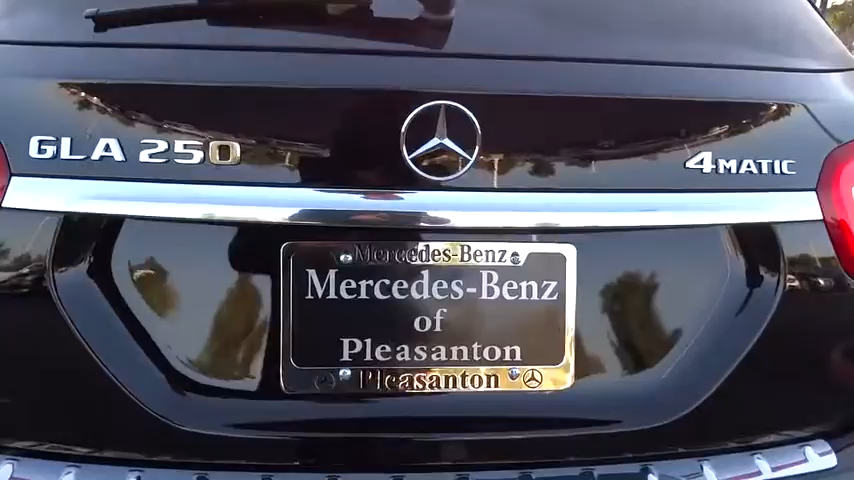 GLA 250
4MATIC
Mercedes-Benz
Mercedes-Benz
of
Pleasanton
Pleasanton